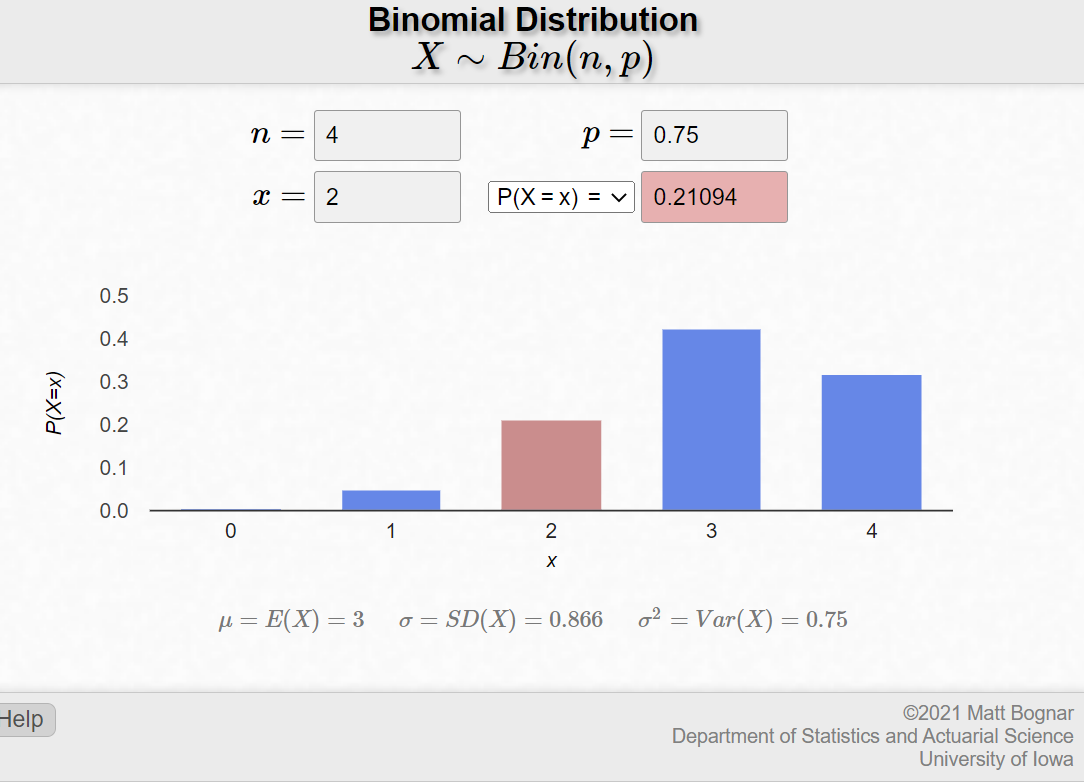 Binomial Distribution
X ∼ Bin(n, p)
n = 4 p = 0.75
x = 2 P(X = x) = 0.21094
0.5
0.4
0.3
0.2
0.1
0.0
P(X=x)
0 1 2 3 4
x
μ = E(X) = 3 σ = SD(X) = 0.866 σ² = Var(X) = 0.75
Help
©2021 Matt Bognar
Department of Statistics and Actuarial Science
University of Iowa